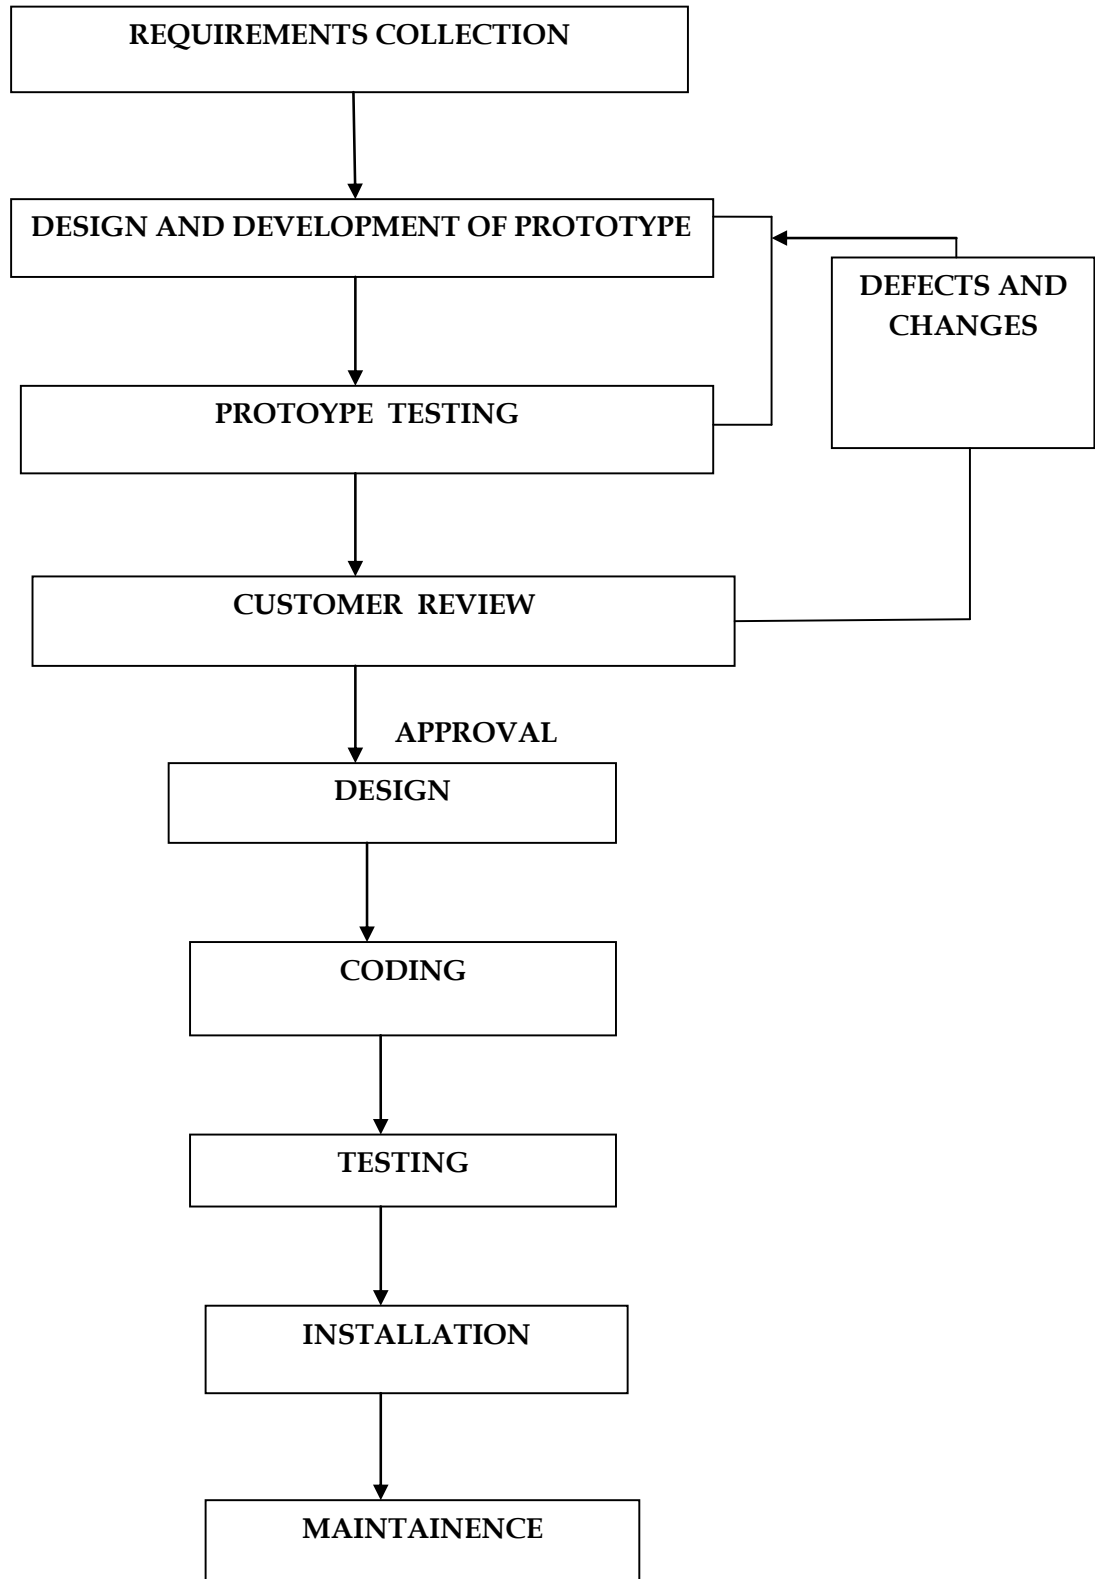 REQUIREMENTS COLLECTION
DESIGN AND DEVELOPMENT OF PROTOTYPE
DEFECTS AND
CHANGES
PROTOYPE TESTING
CUSTOMER REVIEW
APPROVAL
DESIGN
CODING
TESTING
INSTALLATION
MAINTAINENCE